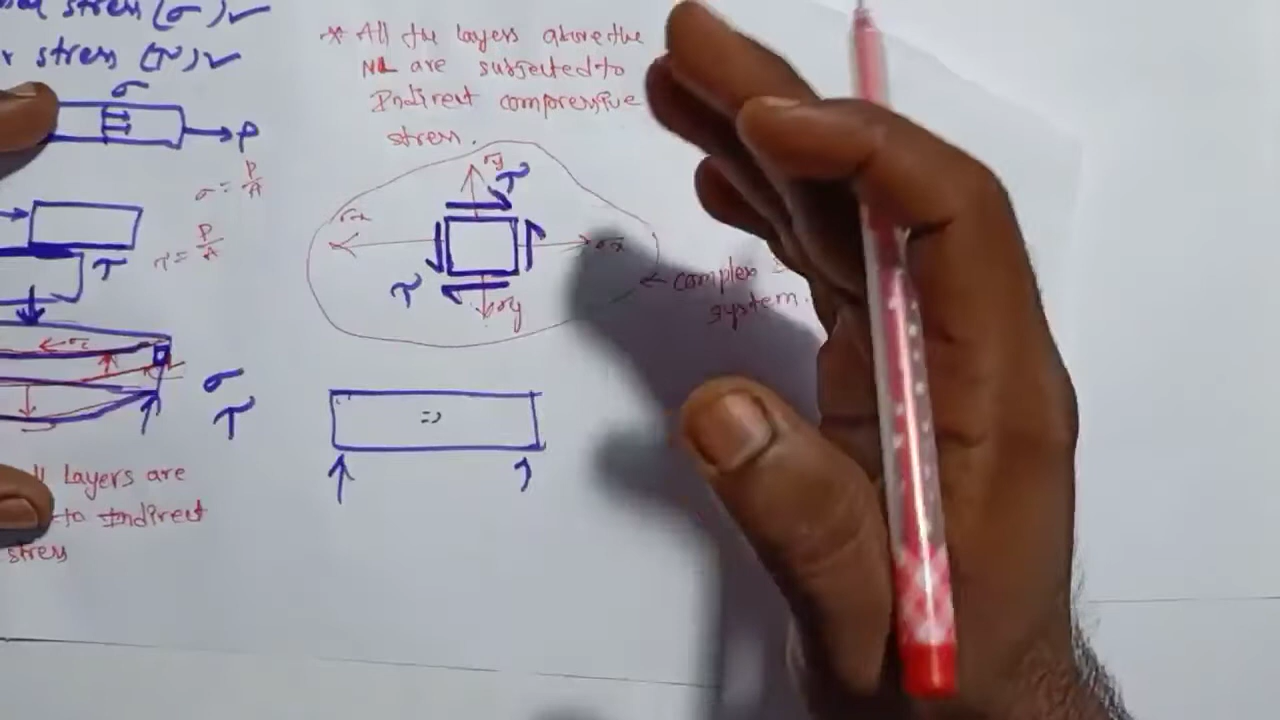 stress (σ) ✓
stress (τ) ✓
σ
P
σ = P/A
τ = P/A
τ
σc
σ
τ
Layers are
to Indirect
stress
* All the layers above the
NL are subjected to
Indirect compressive
stress.
σy
τ
σx
σx
τ
σy
complex
system.
=>